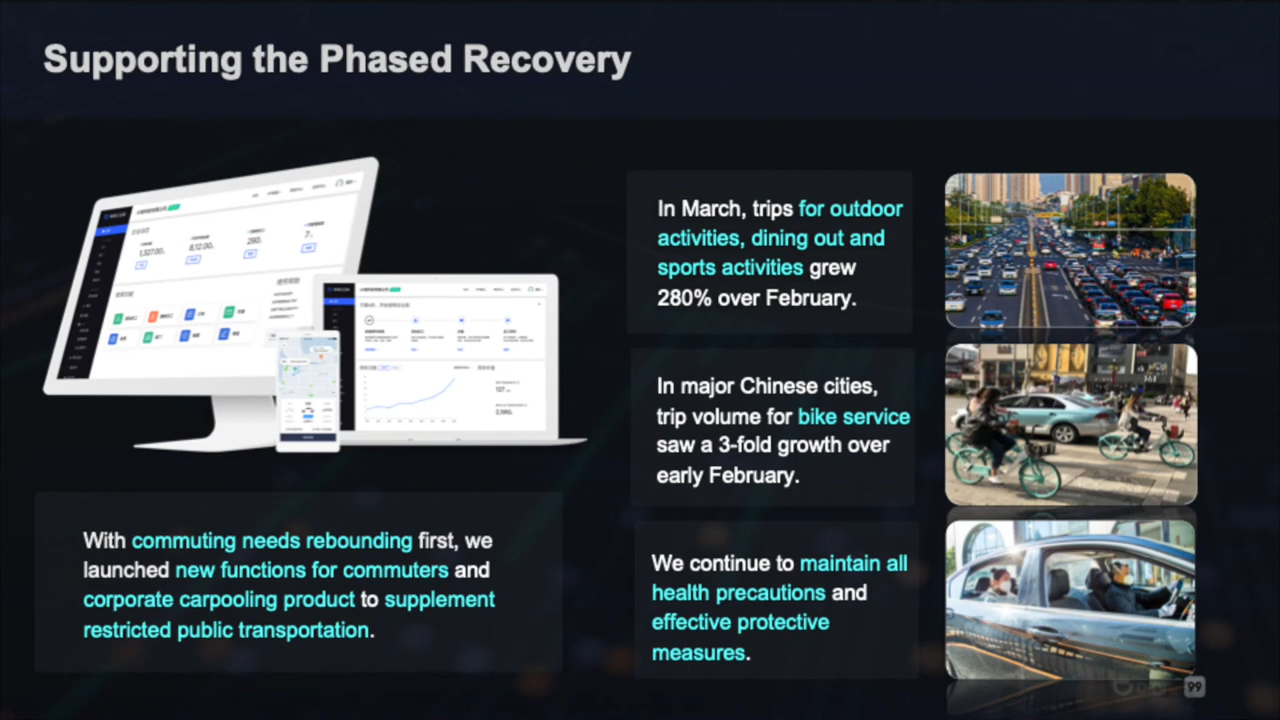 Supporting the Phased Recovery
In March, trips for outdoor
activities, dining out and
sports activities grew
280% over February.
In major Chinese cities,
trip volume for bike service
saw a 3-fold growth over
early February.
With commuting needs rebounding first, we
launched new functions for commuters and
corporate carpooling product to supplement
restricted public transportation.
We continue to maintain all
health precautions and
effective protective
measures.
99